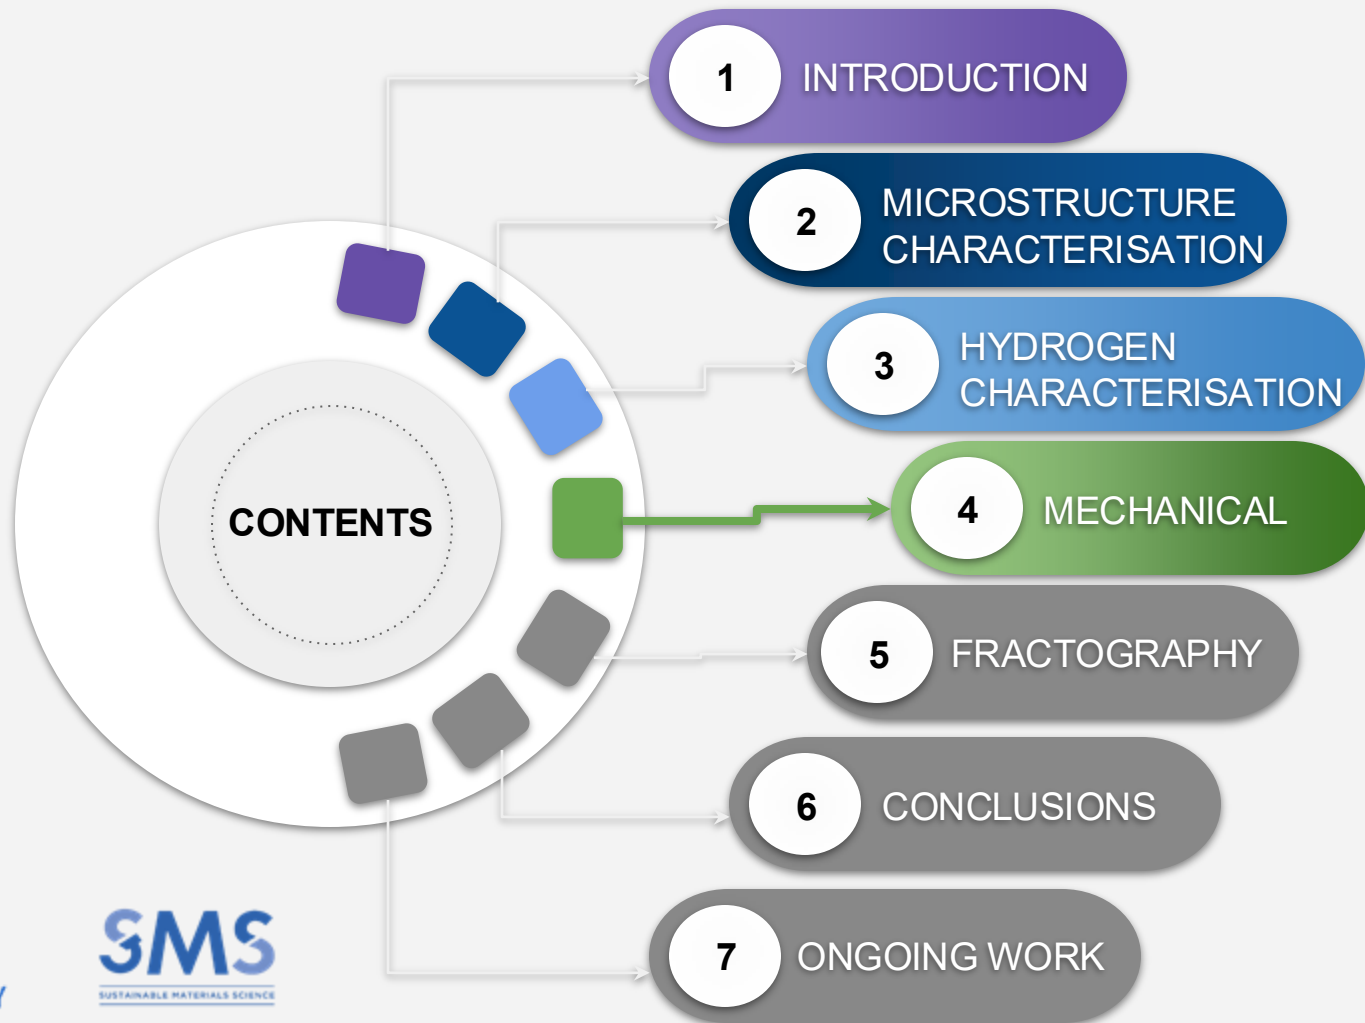 1
INTRODUCTION
2
MICROSTRUCTURE
CHARACTERISATION
3
HYDROGEN
CHARACTERISATION
CONTENTS
4
MECHANICAL
5
FRACTOGRAPHY
6
CONCLUSIONS
7
ONGOING WORK
SMS
SUSTAINABLE MATERIALS SCIENCE
Y